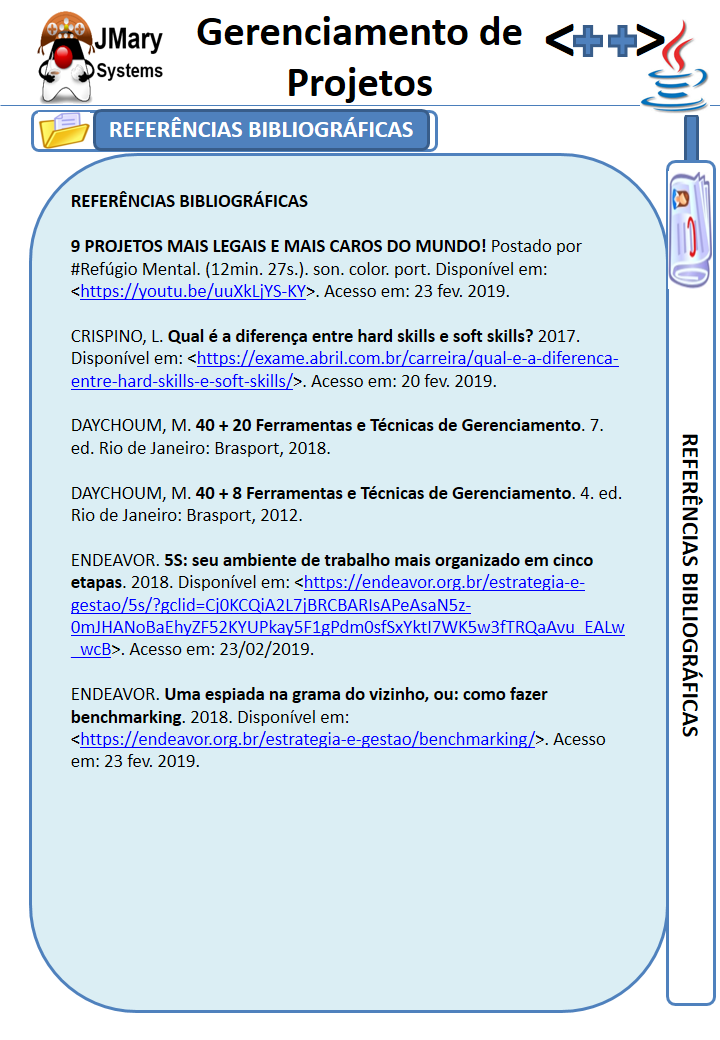 JMary
Systems
Gerenciamento de
Projetos
<++>
REFERÊNCIAS BIBLIOGRÁFICAS
REFERÊNCIAS BIBLIOGRÁFICAS
9 PROJETOS MAIS LEGAIS E MAIS CAROS DO MUNDO! Postado por
#Refúgio Mental. (12min. 27s.). son. color. port. Disponível em:
<https://youtu.be/uuXkLjYS-KY>. Acesso em: 23 fev. 2019.
CRISPINO, L. Qual é a diferença entre hard skills e soft skills? 2017.
Disponível em: <https://exame.abril.com.br/carreira/qual-e-a-diferenca-
entre-hard-skills-e-soft-skills/>. Acesso em: 20 fev. 2019.
DAYCHOUM, M. 40 + 20 Ferramentas e Técnicas de Gerenciamento. 7.
ed. Rio de Janeiro: Brasport, 2018.
DAYCHOUM, M. 40 + 8 Ferramentas e Técnicas de Gerenciamento. 4. ed.
Rio de Janeiro: Brasport, 2012.
ENDEAVOR. 5S: seu ambiente de trabalho mais organizado em cinco
etapas. 2018. Disponível em: <https://endeavor.org.br/estrategia-e-
gestao/5s/?gclid=Cj0KCQiA2L7jBRCBARIsAPeAsaN5z-
0mJHANoBaEhyZF52KYUPkay5F1gPdm0sfSxYktI7WK5w3fTRQaAvu_EALw
_wcB>. Acesso em: 23/02/2019.
ENDEAVOR. Uma espiada na grama do vizinho, ou: como fazer
benchmarking. 2018. Disponível em:
<https://endeavor.org.br/estrategia-e-gestao/benchmarking/>. Acesso
em: 23 fev. 2019.
REFERÊNCIAS BIBLIOGRÁFICAS